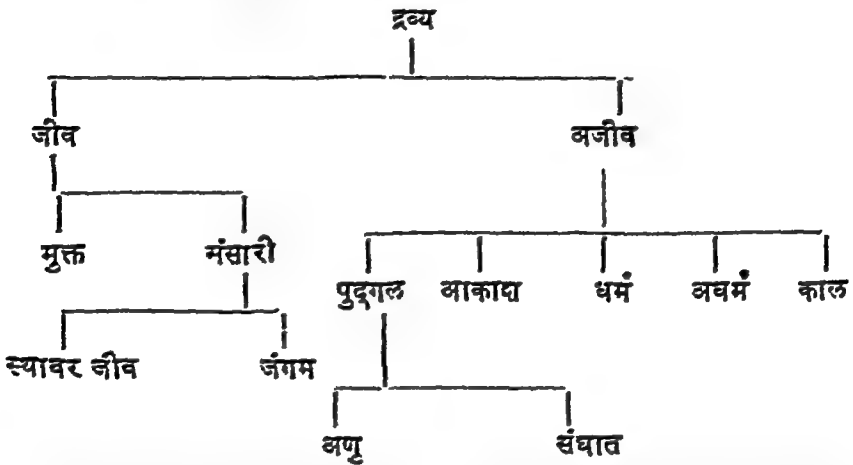 द्रव्य
जीव अजीव
मुक्त संसारी
पुद्गल आकाश धर्म अधर्म काल
स्थावर जीव जंगम
अणु संघात